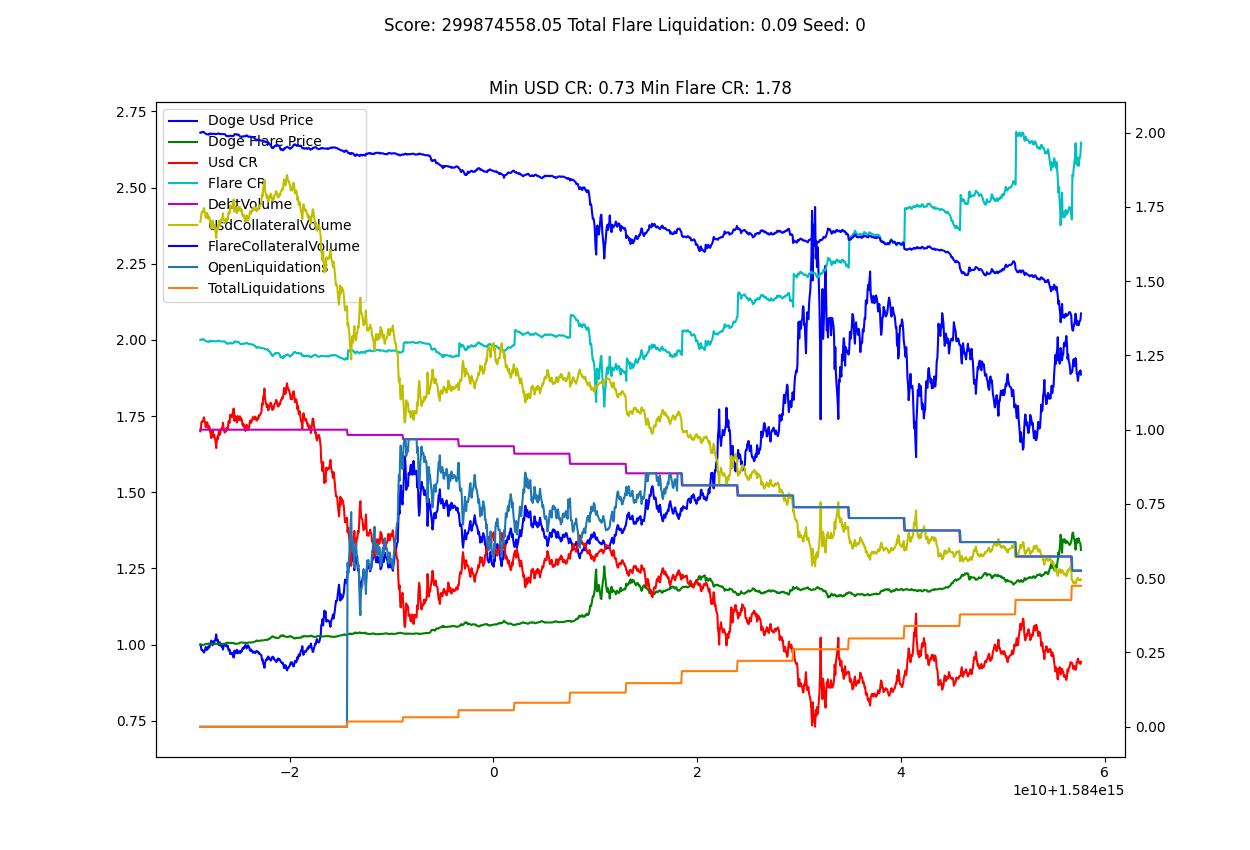 Score: 299874558.05 Total Flare Liquidation: 0.09 Seed: 0
Min USD CR: 0.73 Min Flare CR: 1.78
Doge Usd Price
Doge Flare Price
Usd CR
Flare CR
DebtVolume
UsdCollateralVolume
FlareCollateralVolume
OpenLiquidations
TotalLiquidations
2.75
2.50
2.25
2.00
1.75
1.50
1.25
1.00
0.75
2.00
1.75
1.50
1.25
1.00
0.75
0.50
0.25
0.00
−2
0
2
4
6
1e10+1.584e15